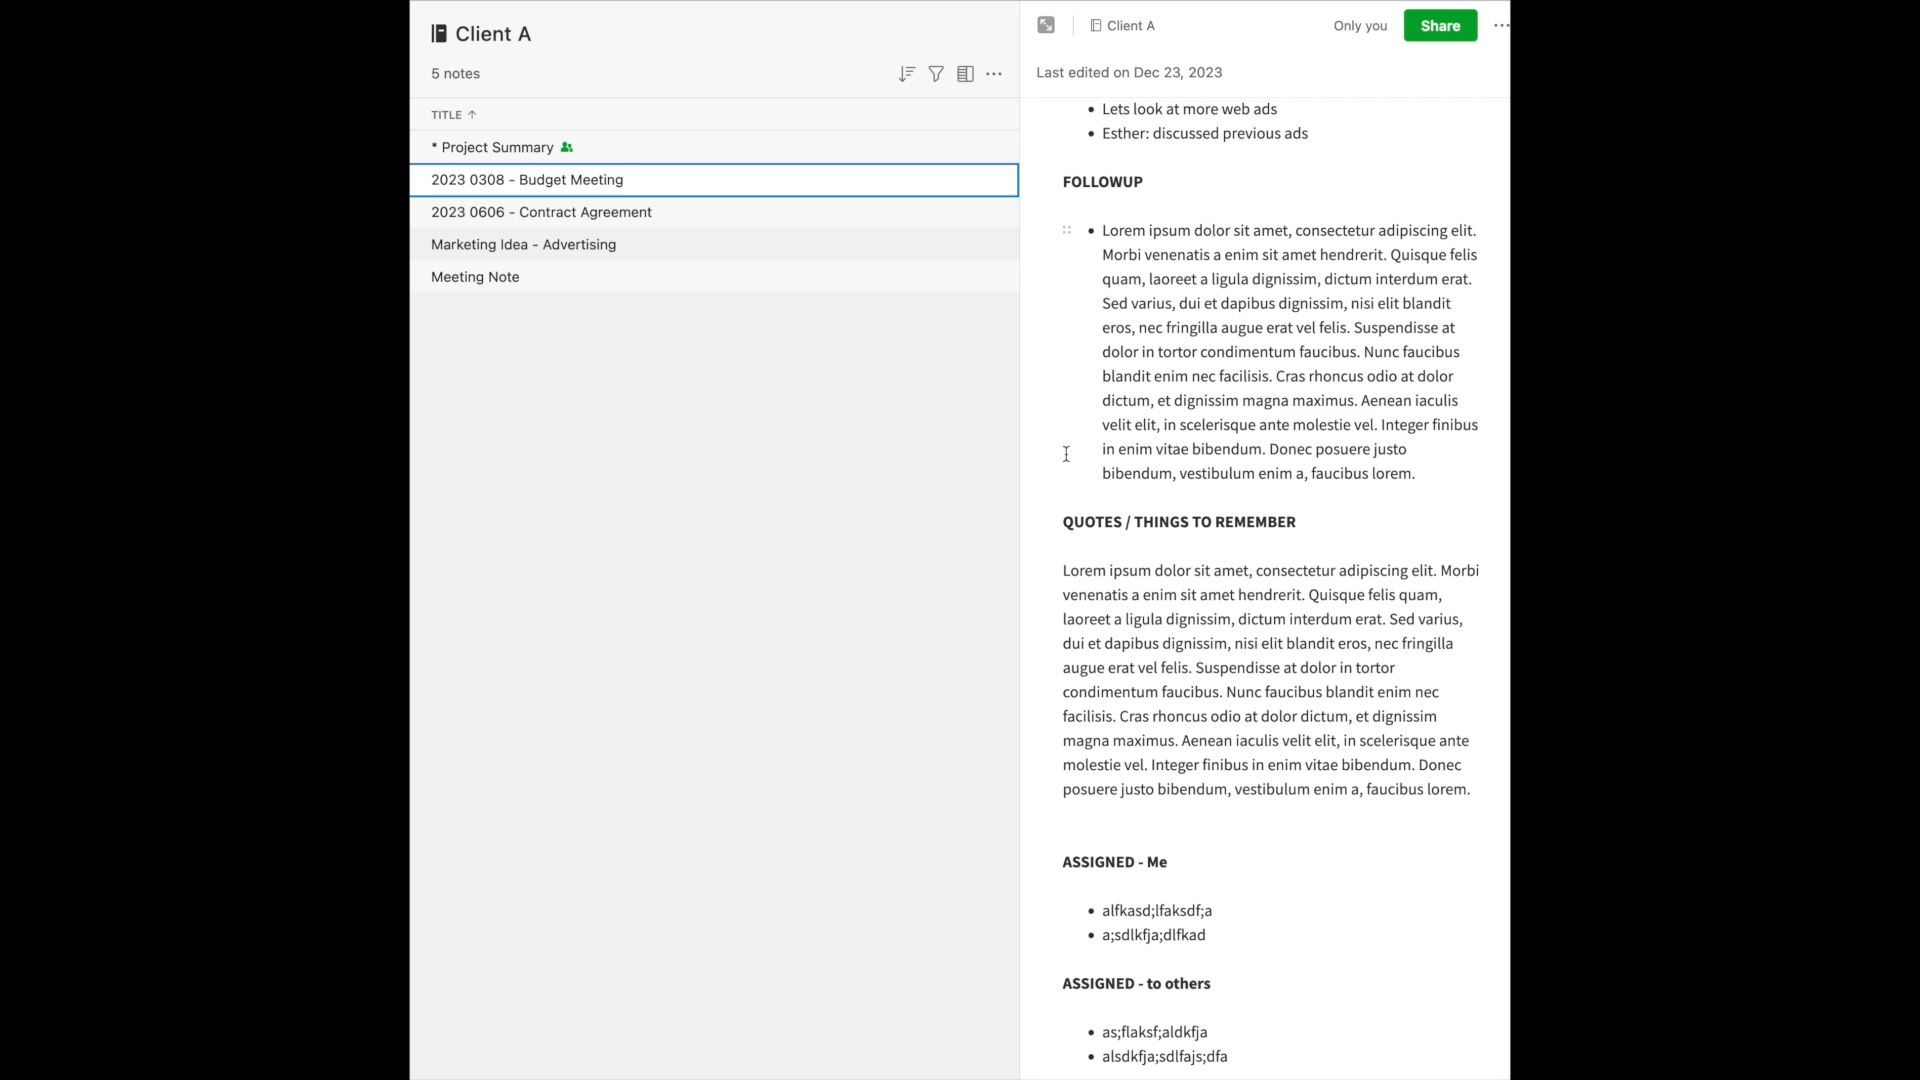 Client A
5 notes
TITLE
* Project Summary
2023 0308 - Budget Meeting
2023 0606 - Contract Agreement
Marketing Idea - Advertising
Meeting Note
Client A
Only you
Share
Last edited on Dec 23, 2023
• Lets look at more web ads
• Esther: discussed previous ads
FOLLOWUP
• Lorem ipsum dolor sit amet, consectetur adipiscing elit.
Morbi venenatis a enim sit amet hendrerit. Quisque felis
quam, laoreet a ligula dignissim, dictum interdum erat.
Sed varius, dui et dapibus dignissim, nisi elit blandit
eros, nec fringilla augue erat vel felis. Suspendisse at
dolor in tortor condimentum faucibus. Nunc faucibus
blandit enim nec facilisis. Cras rhoncus odio at dolor
dictum, et dignissim magna maximus. Aenean iaculis
velit elit, in scelerisque ante molestie vel. Integer finibus
in enim vitae bibendum. Donec posuere justo
bibendum, vestibulum enim a, faucibus lorem.
QUOTES / THINGS TO REMEMBER
Lorem ipsum dolor sit amet, consectetur adipiscing elit. Morbi
venenatis a enim sit amet hendrerit. Quisque felis quam,
laoreet a ligula dignissim, dictum interdum erat. Sed varius,
dui et dapibus dignissim, nisi elit blandit eros, nec fringilla
augue erat vel felis. Suspendisse at dolor in tortor
condimentum faucibus. Nunc faucibus blandit enim nec
facilisis. Cras rhoncus odio at dolor dictum, et dignissim
magna maximus. Aenean iaculis velit elit, in scelerisque ante
molestie vel. Integer finibus in enim vitae bibendum. Donec
posuere justo bibendum, vestibulum enim a, faucibus lorem.
ASSIGNED - Me
• alfkasd;lfaksdf;a
• a;sdlkfja;dlfkad
ASSIGNED - to others
• as;flaksf;aldkfja
• alsdkfja;sdlfajs;dfa